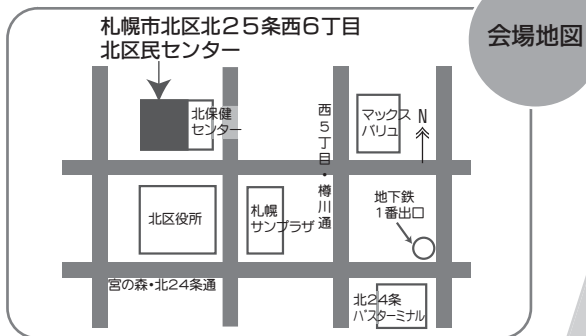 会場地図
札幌市北区北25条西6丁目
北区民センター
北保健
センター
西5丁目・樽川通
マックス
バリュ
N
北区役所
札幌
サンプラザ
地下鉄
1番出口
宮の森・北24条通
北24条
バスターミナル